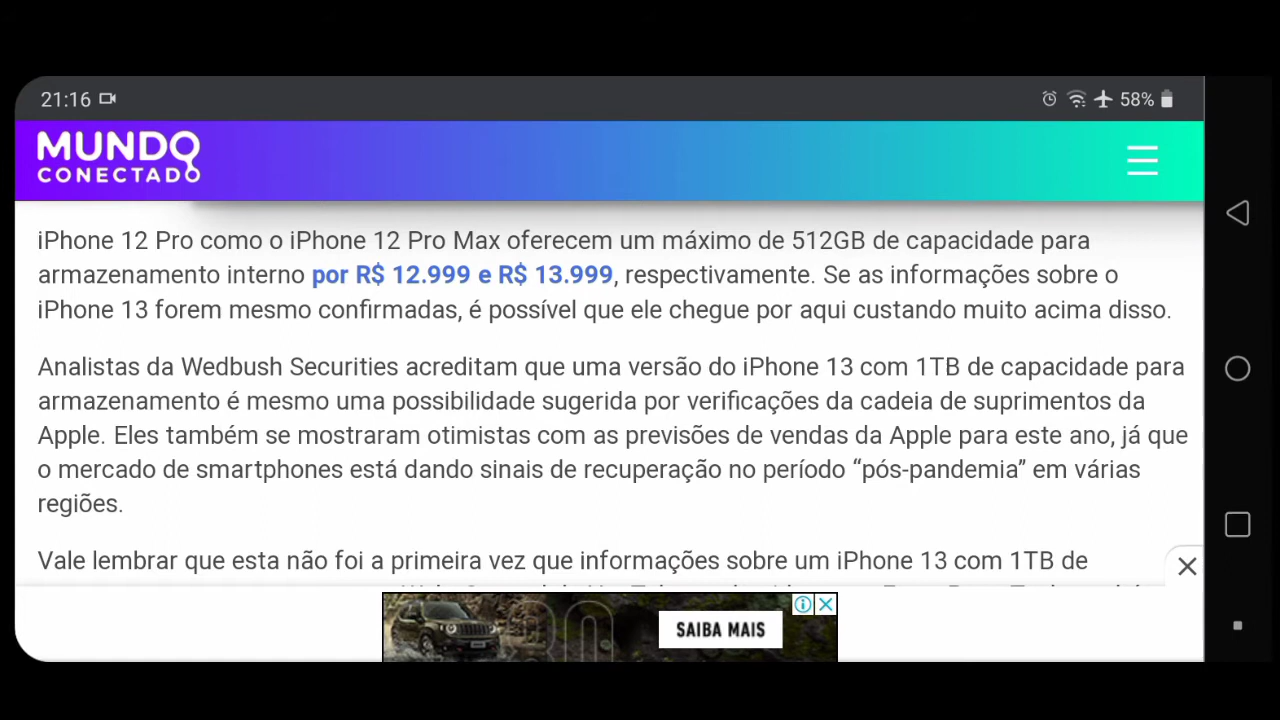 21:16
58%
MUNDO
CONECTADO
iPhone 12 Pro como o iPhone 12 Pro Max oferecem um máximo de 512GB de capacidade para
armazenamento interno por R$ 12.999 e R$ 13.999, respectivamente. Se as informações sobre o
iPhone 13 forem mesmo confirmadas, é possível que ele chegue por aqui custando muito acima disso.
Analistas da Wedbush Securities acreditam que uma versão do iPhone 13 com 1TB de capacidade para
armazenamento é mesmo uma possibilidade sugerida por verificações da cadeia de suprimentos da
Apple. Eles também se mostraram otimistas com as previsões de vendas da Apple para este ano, já que
o mercado de smartphones está dando sinais de recuperação no período “pós-pandemia” em várias
regiões.
Vale lembrar que esta não foi a primeira vez que informações sobre um iPhone 13 com 1TB de
SAIBA MAIS